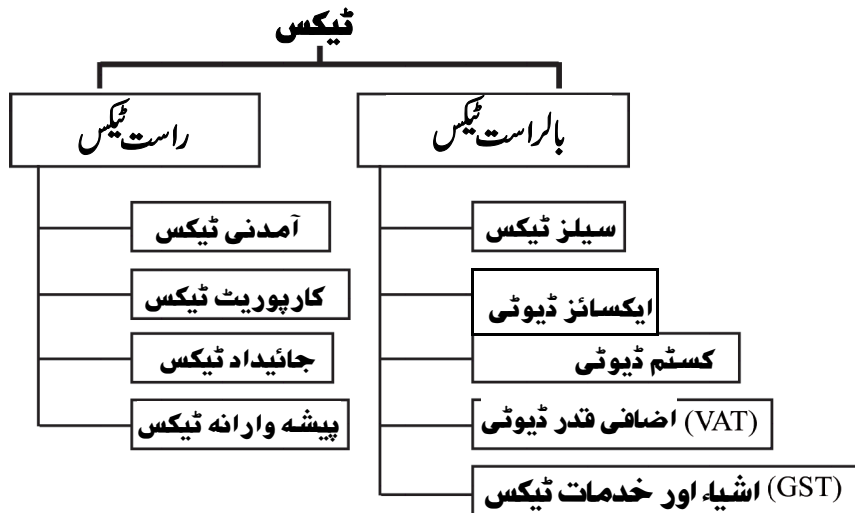 ٹیکس
راست ٹیکس
آمدنی ٹیکس
کارپوریٹ ٹیکس
جائیداد ٹیکس
پیشہ وارانہ ٹیکس
بالراست ٹیکس
سیلز ٹیکس
ایکسائز ڈیوٹی
کسٹم ڈیوٹی
اضافی قدر ڈیوٹی (VAT)
اشیاء اور خدمات ٹیکس (GST)